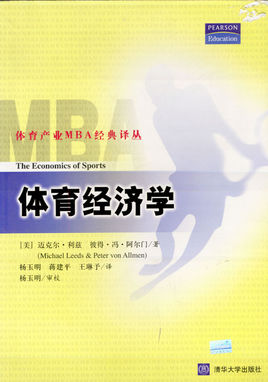 PEARSON
Education
MBA
体育产业MBA经典译丛
The Economics of Sports
体育经济学
[美] 迈克尔·利兹 彼得·冯·阿尔门/著
(Michael Leeds & Peter von Allmen)
杨玉明 蒋建平 王琳予/译
杨玉明/审校
清华大学出版社